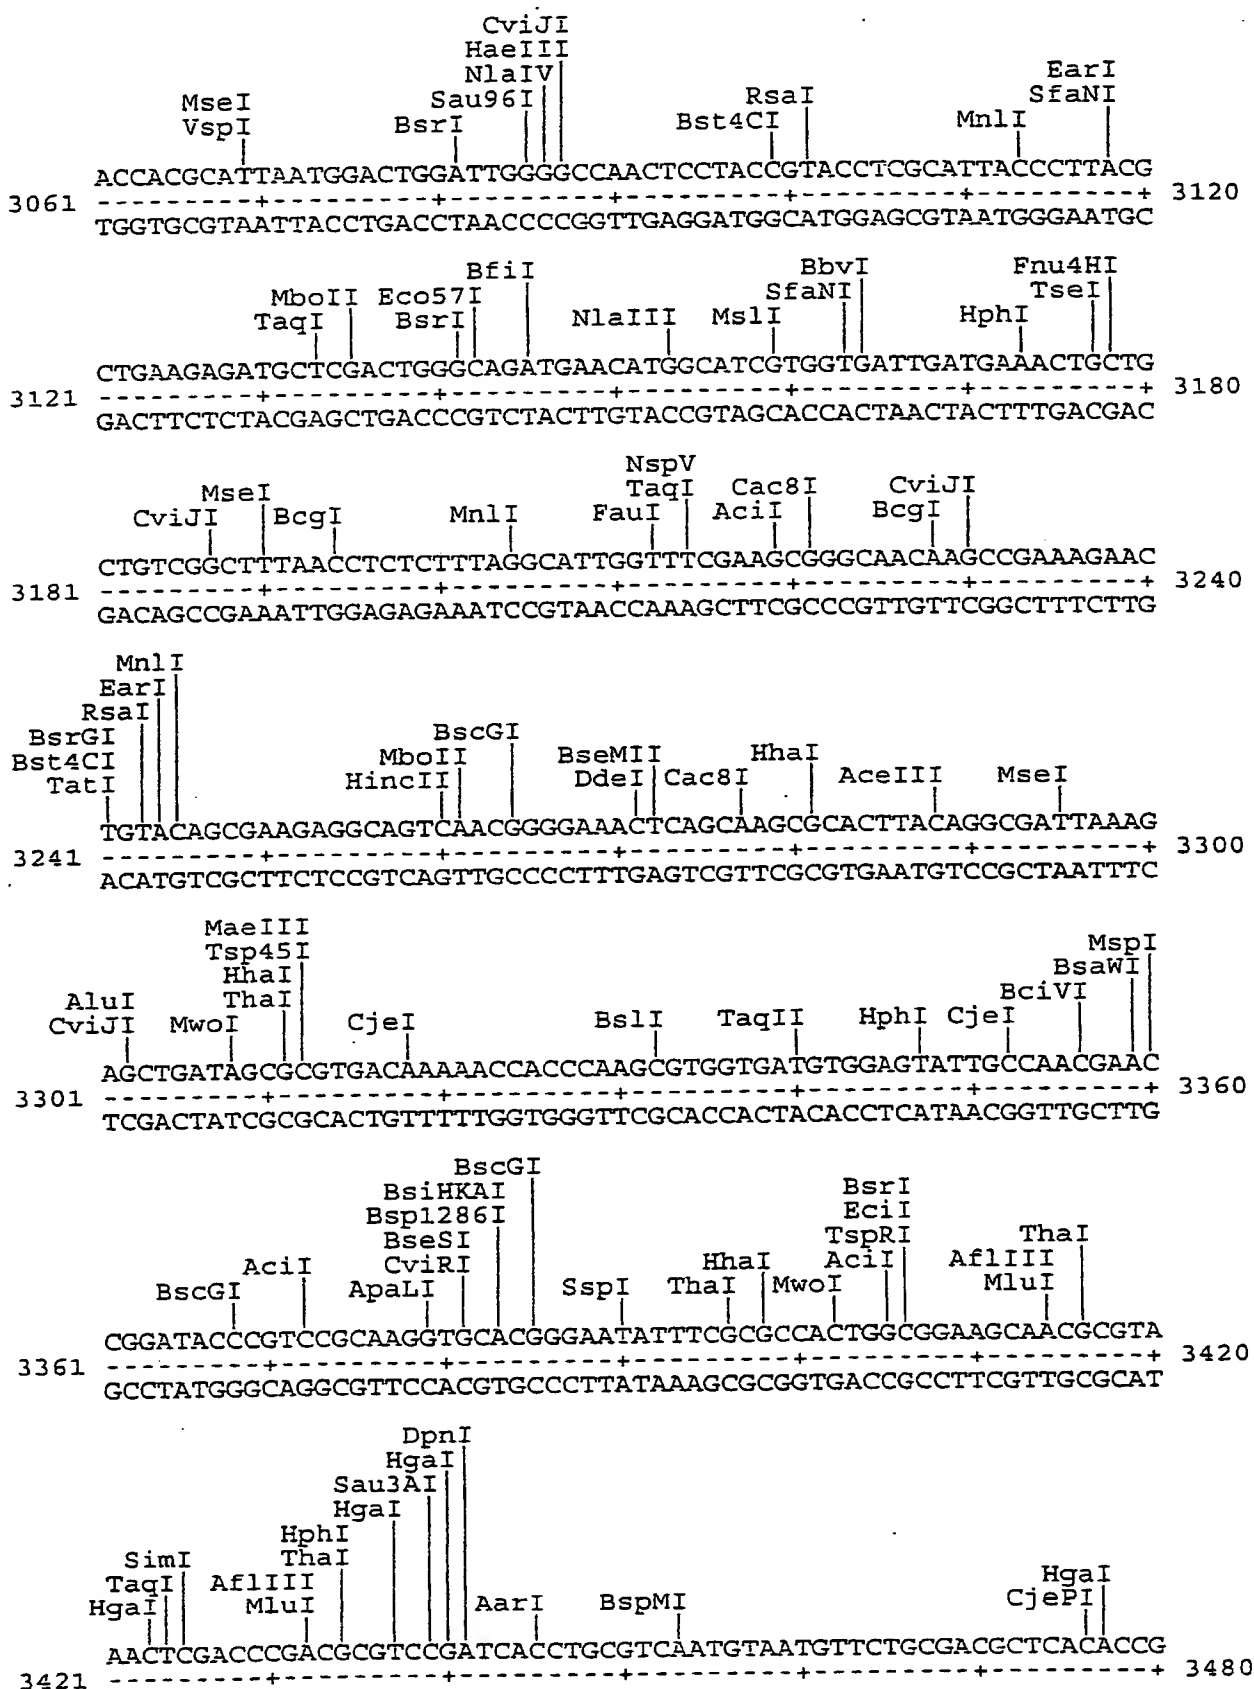 CviJI
HaeIII
NlaIV EarI
MseI Sau96I RsaI SfaNI
VspI BsrI Bst4CI MnlI
ACCACGCATTAATGGACTGGATTGGGGCCAACTCCTACCGTACCTCGCATTACCCTTACG
3061 ---------+---------+---------+---------+---------+---------+ 3120
TGGTGCGTAATTACCTGACCTAACCCCGGTTGAGGATGGCATGGAGCGTAATGGGAATGC
BfiI BbvI Fnu4HI
MboII Eco57I SfaNI TseI
TaqI BsrI NlaIII MslI HphI
CTGAAGAGATGCTCGACTGGGCAGATGAACATGGCATCGTGGTGATTGATGAAACTGCTG
3121 ---------+---------+---------+---------+---------+---------+ 3180
GACTTCTCTACGAGCTGACCCGTCTACTTGTACCGTAGCACCACTAACTACTTTGACGAC
NspV
MseI TaqI Cac8I CviJI
CviJI BcgI MnlI FauI AciI BcgI
CTGTCGGCTTTTAACCTCTCTTTAGGCATTGGTTTCGAAGCGGGCAACAAGCCGAAAGAAC
3181 ---------+---------+---------+---------+---------+---------+ 3240
GACAGCCGAAAATTGGAGAGAAATCCGTAACCAAAGCTTCGCCCGTTGTTCGGCTTTCTTG
MnlI
EarI
RsaI
BsrGI BscGI
Bst4CI MboII BseMII HhaI
TatI HincII DdeI Cac8I AceIII MseI
TGTACAGCGAAGAGGCAGTCAACGGGGAAACTCAGCAAGCGCACTTACAGGCGATTAAAG
3241 ---------+---------+---------+---------+---------+---------+ 3300
ACATGTCGCTTCTCCGTCAGTTGCCCCTTTGAGTCGTTCGCGTGAATGTCCGCTAATTTC
MaeIII
Tsp45I MspI
HhaI BsaWI
AluI ThaI BciVI
CviJI MwoI CjeI BslI TaqII HphI CjeI
AGCTGATAGCGCGTGACAAAAACCACCCAAGCGTGGTGATGTGGAGTATTGCCAACGAAC
3301 ---------+---------+---------+---------+---------+---------+ 3360
TCGACTATCGCGCACTGTTTTTGGTGGGTTCGCACCACTACACCTCATAACGGTTGCTTG
BscGI
BsiHKAI BsrI
Bsp1286I EciI
BseSI TspRI ThaI
AciI CviRI HhaI AciI AflIII
BscGI ApaLI SspI ThaI MwoI MluI
CGGATACCCGTCCGCAAGGTGCACGGGAATATTTCGCGCCACTGGCGGAAGCAACGCGTA
3361 ---------+---------+---------+---------+---------+---------+ 3420
GCCTATGGGCAGGCGTTCCACGTGCCCTTATAAAGCGCGGTGACCGCCTTCGTTGCGCAT
DpnI
HgaI
Sau3AI
HgaI
HphI
SimI ThaI
TaqI AflIII HgaI
HgaI MluI AarI BspMI CjePI
AACTCGACCCGACGCGTCCGATCACCTGCGTCAATGTAATGTTCTGCGACGCTCACACCG
3421 ---------+---------+---------+---------+---------+---------+ 3480